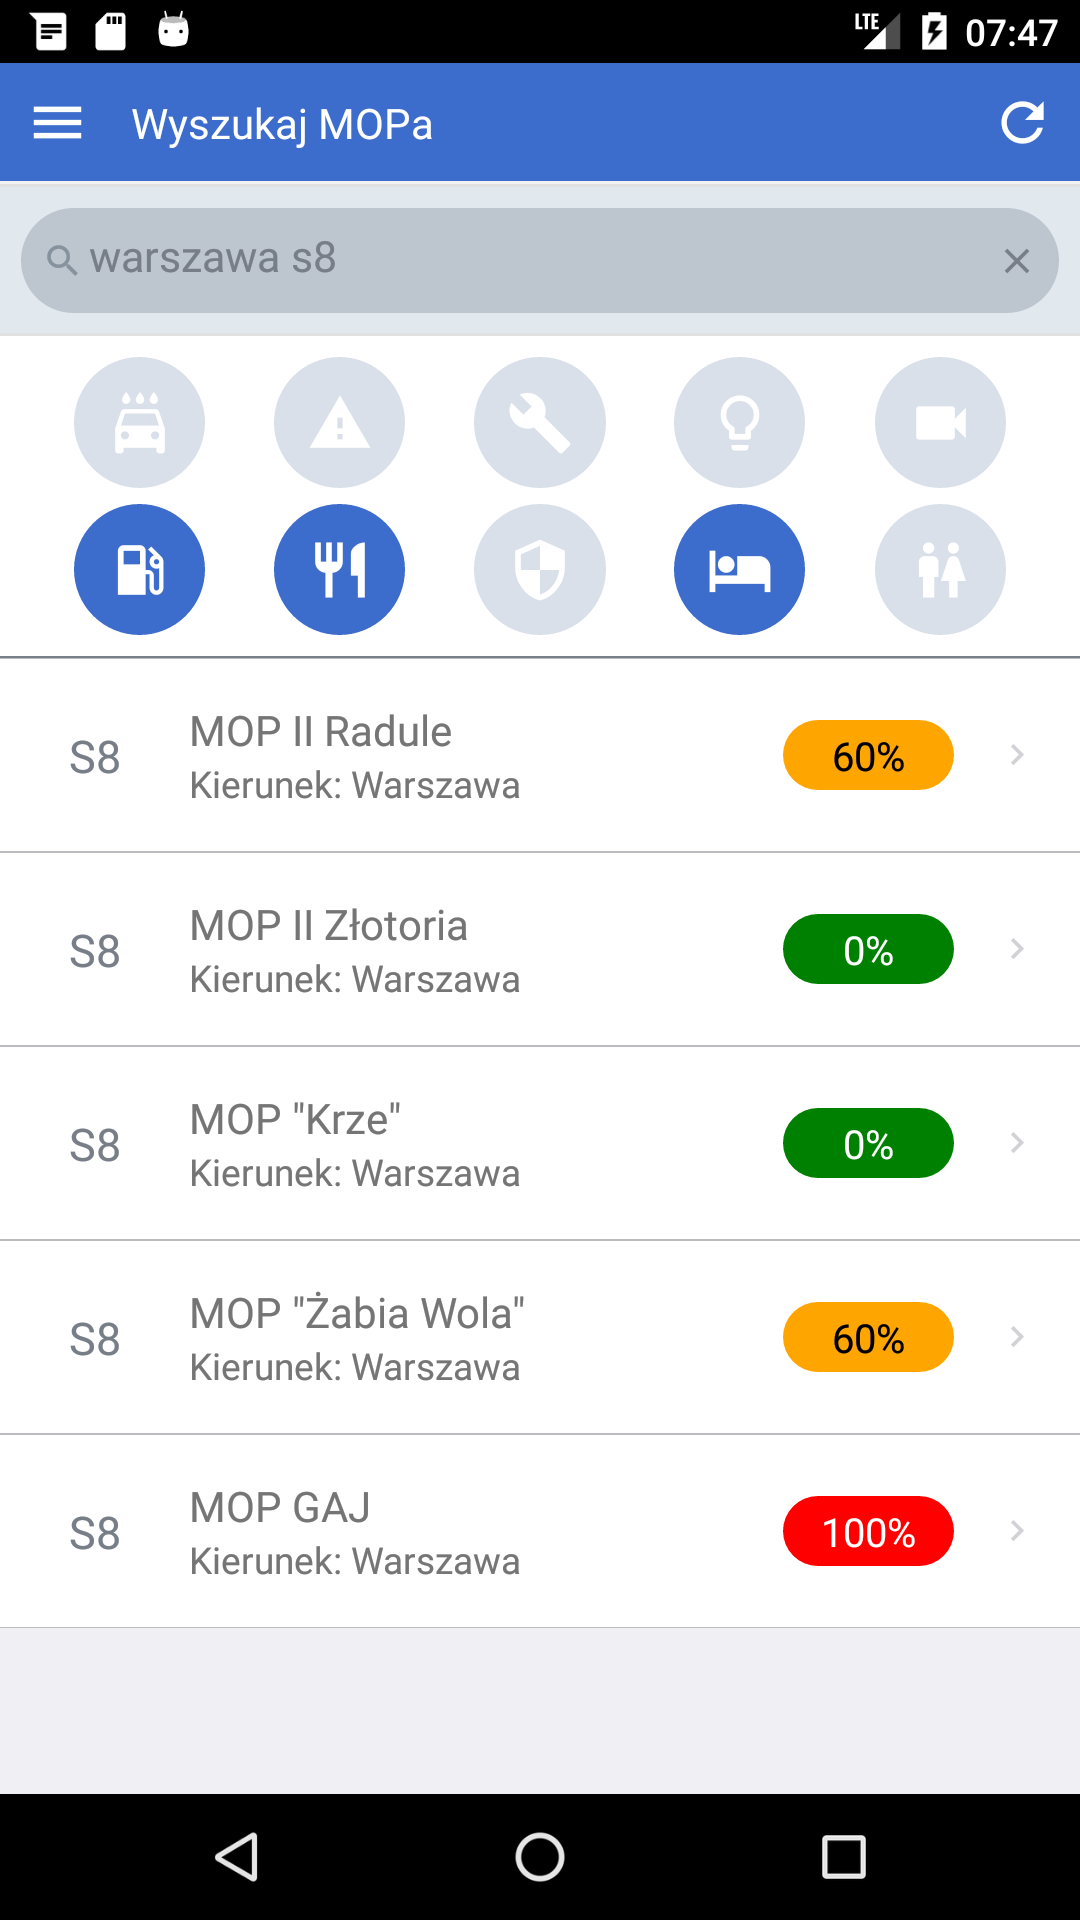 LTE 07:47
Wyszukaj MOPa
warszawa s8
S8 MOP II Radule 60%
Kierunek: Warszawa
S8 MOP II Złotoria 0%
Kierunek: Warszawa
S8 MOP "Krze" 0%
Kierunek: Warszawa
S8 MOP "Żabia Wola" 60%
Kierunek: Warszawa
S8 MOP GAJ 100%
Kierunek: Warszawa